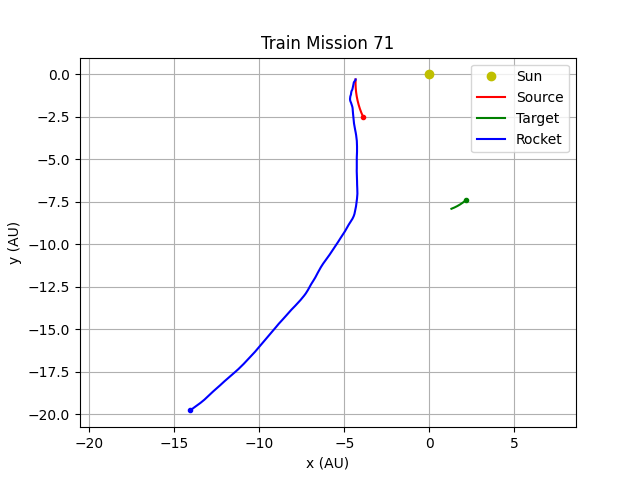 Train Mission 71
Sun
Source
Target
Rocket
0.0
−2.5
−5.0
−7.5
−10.0
−12.5
−15.0
−17.5
−20.0
y (AU)
−20 −15 −10 −5 0 5
x (AU)